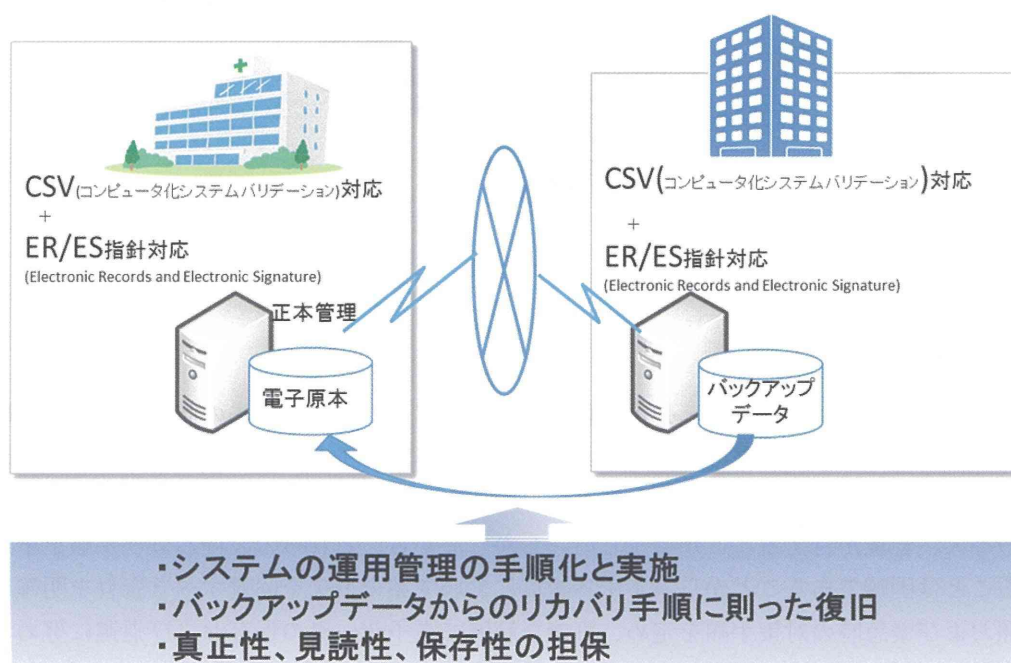 CSV(コンピュータ化システムバリデーション)対応
+
ER/ES指針対応
(Electronic Records and Electronic Signature)
正本管理
電子原本
CSV(コンピュータ化システムバリデーション)対応
+
ER/ES指針対応
(Electronic Records and Electronic Signature)
バックアップ
データ
・システムの運用管理の手順化と実施
・バックアップデータからのリカバリ手順に則った復旧
・真正性、見読性、保存性の担保